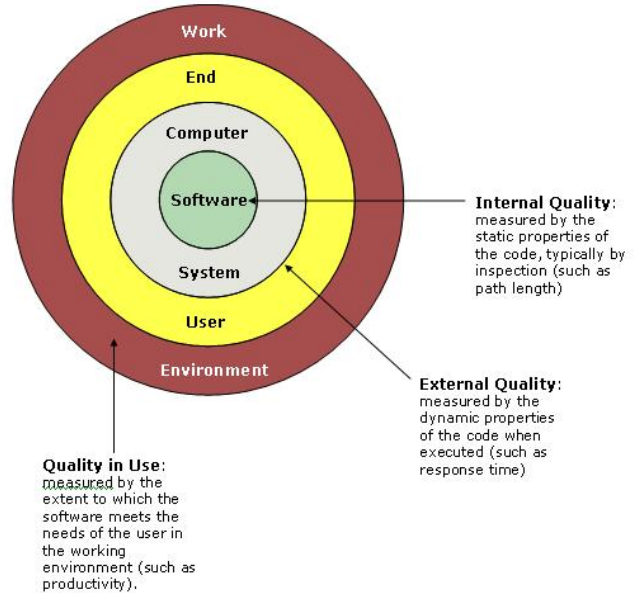 Work
End
Computer
Software
System
User
Environment
Internal Quality:
measured by the
static properties of
the code, typically by
inspection (such as
path length)
External Quality:
measured by the
dynamic properties
of the code when
executed (such as
response time)
Quality in Use:
measured by the
extent to which the
software meets the
needs of the user in
the working
environment (such as
productivity).